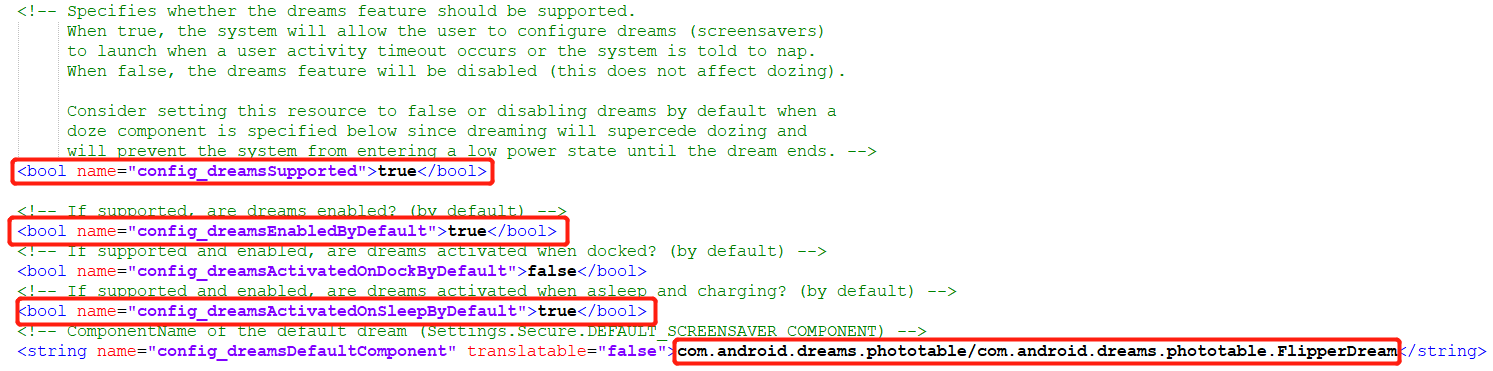 <!-- Specifies whether the dreams feature should be supported.
When true, the system will allow the user to configure dreams (screensavers)
to launch when a user activity timeout occurs or the system is told to nap.
When false, the dreams feature will be disabled (this does not affect dozing).
Consider setting this resource to false or disabling dreams by default when a
doze component is specified below since dreaming will supercede dozing and
will prevent the system from entering a low power state until the dream ends. -->
<bool name="config_dreamsSupported">true</bool>
<!-- If supported, are dreams enabled? (by default) -->
<bool name="config_dreamsEnabledByDefault">true</bool>
<!-- If supported and enabled, are dreams activated when docked? (by default) -->
<bool name="config_dreamsActivatedOnDockByDefault">false</bool>
<!-- If supported and enabled, are dreams activated when asleep and charging? (by default) -->
<bool name="config_dreamsActivatedOnSleepByDefault">true</bool>
<!-- ComponentName of the default dream (Settings.Secure.DEFAULT_SCREENSAVER_COMPONENT) -->
<string name="config_dreamsDefaultComponent" translatable="false">com.android.dreams.phototable/com.android.dreams.phototable.FlipperDream</string>